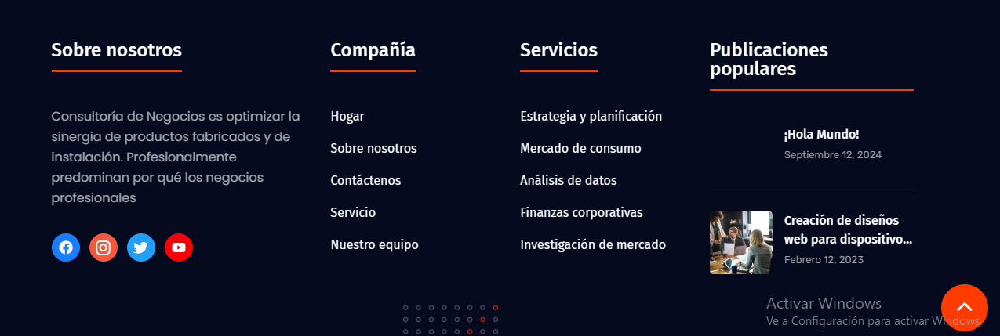 Sobre nosotros
Consultoría de Negocios es optimizar la
sinergia de productos fabricados y de
instalación. Profesionalmente
predominan por qué los negocios
profesionales
Compañía
Hogar
Sobre nosotros
Contáctenos
Servicio
Nuestro equipo
Servicios
Estrategia y planificación
Mercado de consumo
Análisis de datos
Finanzas corporativas
Investigación de mercado
Publicaciones
populares
¡Hola Mundo!
Septiembre 12, 2024
Creación de diseños
web para dispositivo...
Febrero 12, 2023
Activar Windows
Ve a Configuración para activar Windows.